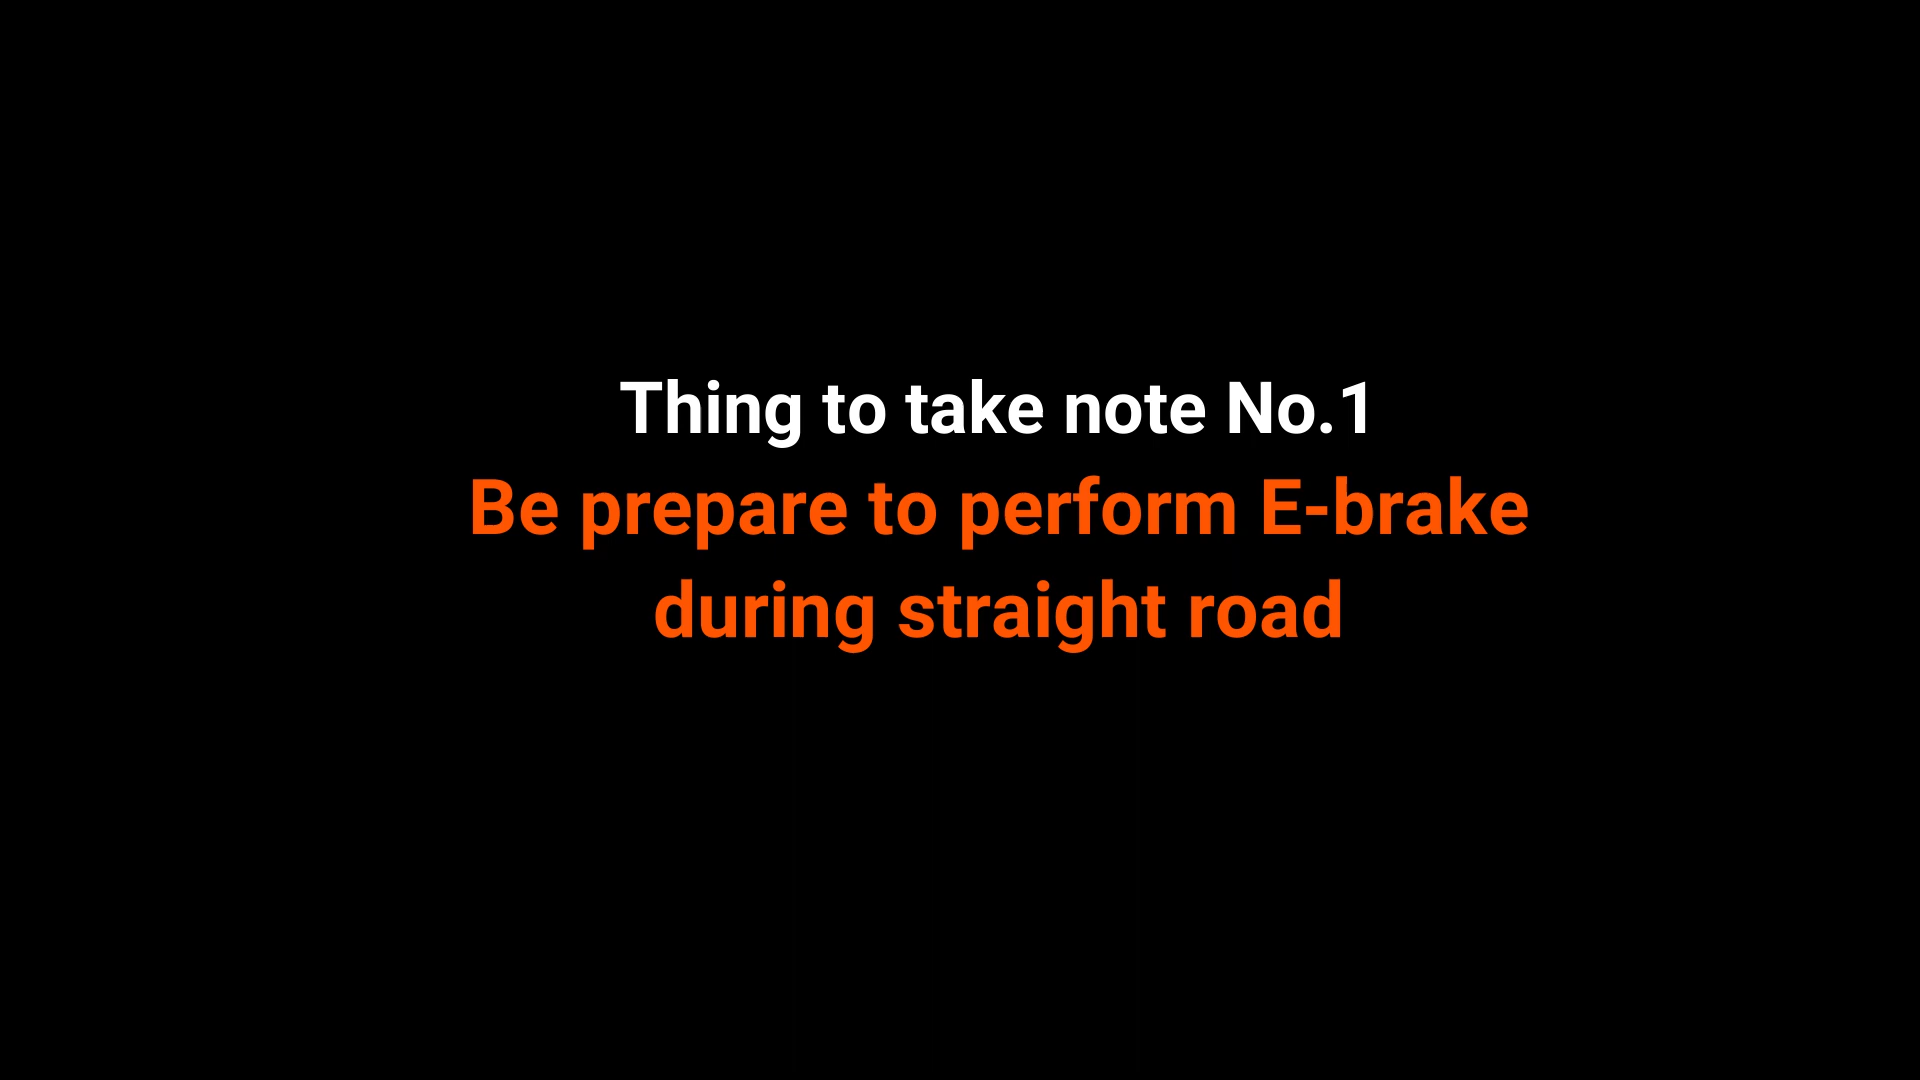 Thing to take note No.1
Be prepare to perform E-brake
during straight road